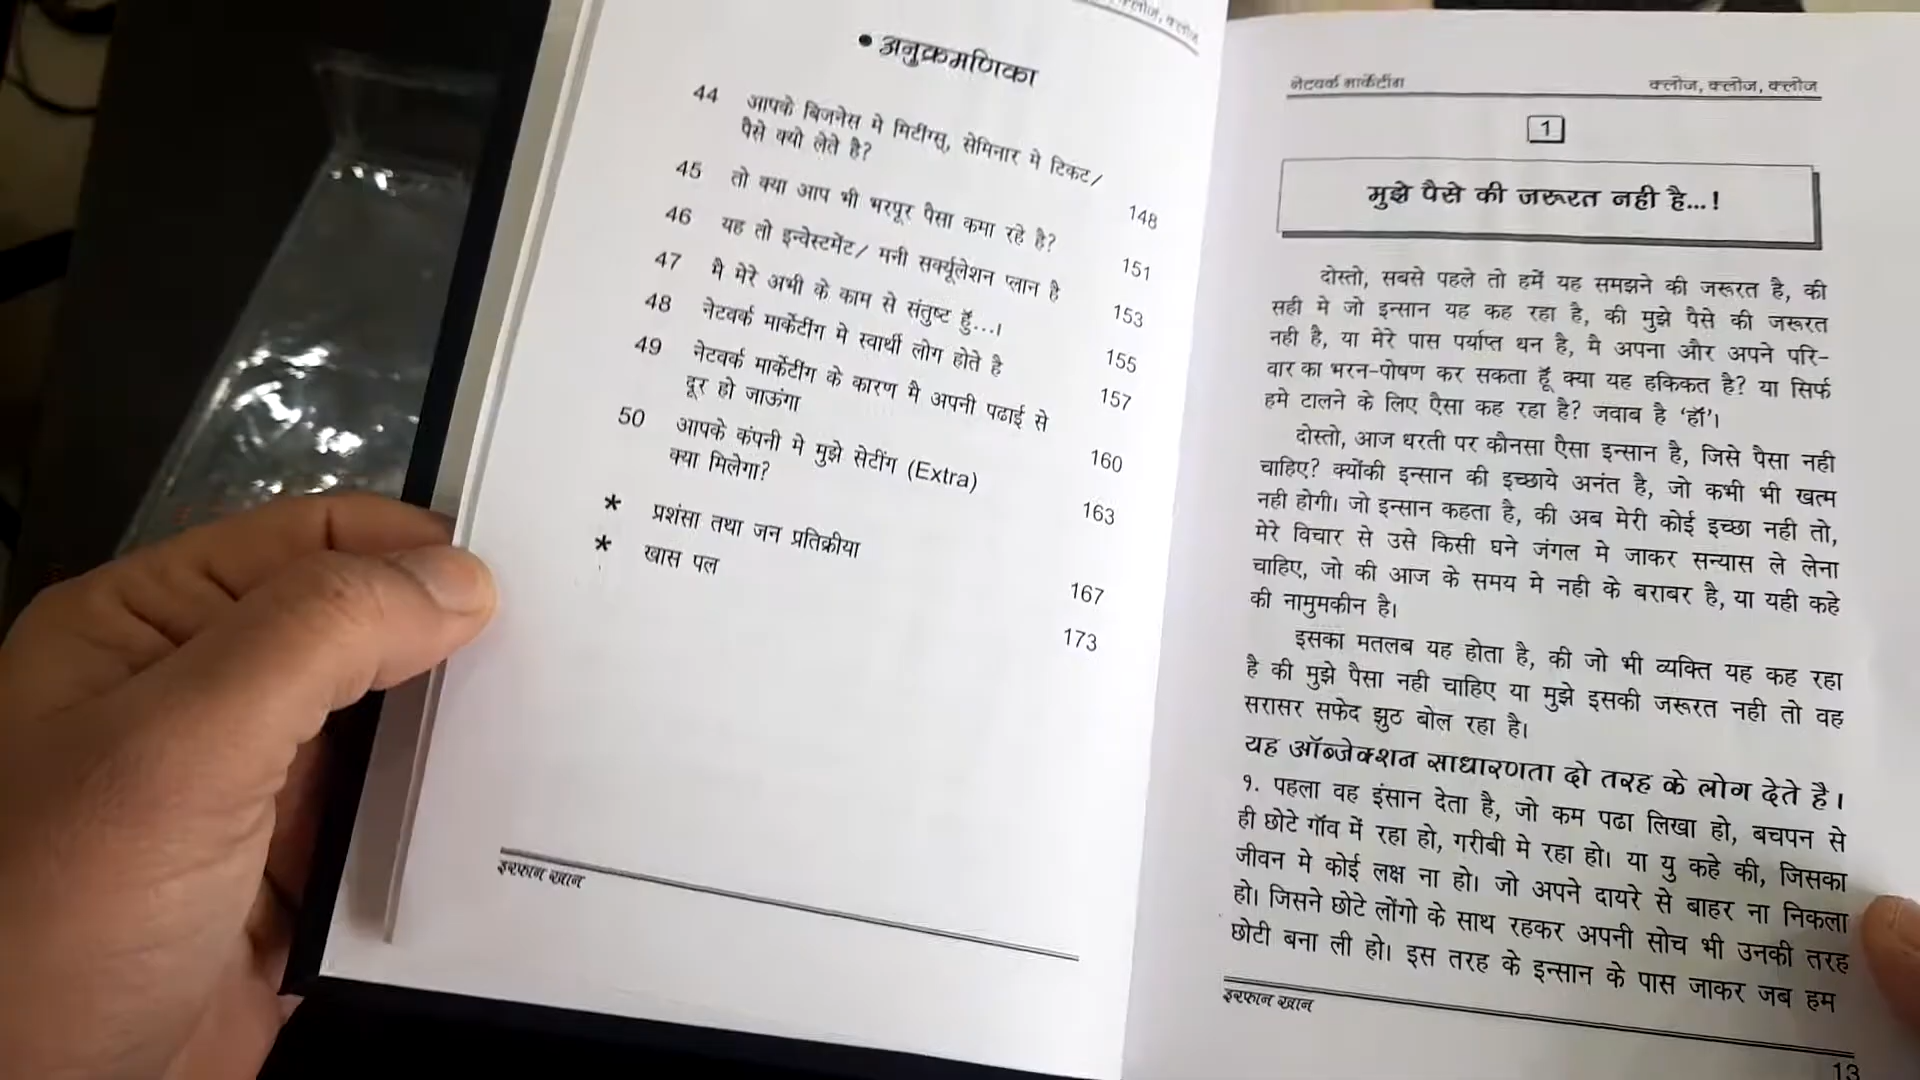 क्लोज, क्लोज
• अनुक्रमणिका
44 आपके बिजनेस मे मिटींग्स्, सेमिनार मे टिकट/
पैसे क्यो लेते है? 148
45 तो क्या आप भी भरपूर पैसा कमा रहे है? 151
46 यह तो इन्वेस्टमेंट/ मनी सर्क्यूलेशन प्लान है 153
47 मै मेरे अभी के काम से संतुष्ट हूँ...। 155
48 नेटवर्क मार्केटींग मे स्वार्थी लोग होते है 157
49 नेटवर्क मार्केटींग के कारण मै अपनी पढाई से
दूर हो जाऊंगा 160
50 आपके कंपनी मे मुझे सेटींग (Extra)
क्या मिलेगा? 163
* प्रशंसा तथा जन प्रतिक्रीया 167
* खास पल 173
इरफान खान
नेटवर्क मार्केटींग क्लोज, क्लोज, क्लोज
1
मुझे पैसे की जरूरत नही है...!
दोस्तो, सबसे पहले तो हमें यह समझने की जरूरत है, की
सही मे जो इन्सान यह कह रहा है, की मुझे पैसे की जरूरत
नही है, या मेरे पास पर्याप्त धन है, मै अपना और अपने परि-
वार का भरन-पोषण कर सकता हूँ क्या यह हकिकत है? या सिर्फ
हमे टालने के लिए ऐसा कह रहा है? जवाब है ‘हाँ’।
दोस्तो, आज धरती पर कौनसा ऐसा इन्सान है, जिसे पैसा नही
चाहिए? क्योंकी इन्सान की इच्छाये अनंत है, जो कभी भी खत्म
नही होगी। जो इन्सान कहता है, की अब मेरी कोई इच्छा नही तो,
मेरे विचार से उसे किसी घने जंगल मे जाकर सन्यास ले लेना
चाहिए, जो की आज के समय मे नही के बराबर है, या यही कहे
की नामुमकीन है।
इसका मतलब यह होता है, की जो भी व्यक्ति यह कह रहा
है की मुझे पैसा नही चाहिए या मुझे इसकी जरूरत नही तो वह
सरासर सफेद झुठ बोल रहा है।
यह ऑब्जेक्शन साधारणता दो तरह के लोग देते है।
१. पहला वह इंसान देता है, जो कम पढा लिखा हो, बचपन से
ही छोटे गाँव में रहा हो, गरीबी मे रहा हो। या यु कहे की, जिसका
जीवन मे कोई लक्ष ना हो। जो अपने दायरे से बाहर ना निकला
हो। जिसने छोटे लोंगो के साथ रहकर अपनी सोच भी उनकी तरह
छोटी बना ली हो। इस तरह के इन्सान के पास जाकर जब हम
इरफान खान
13